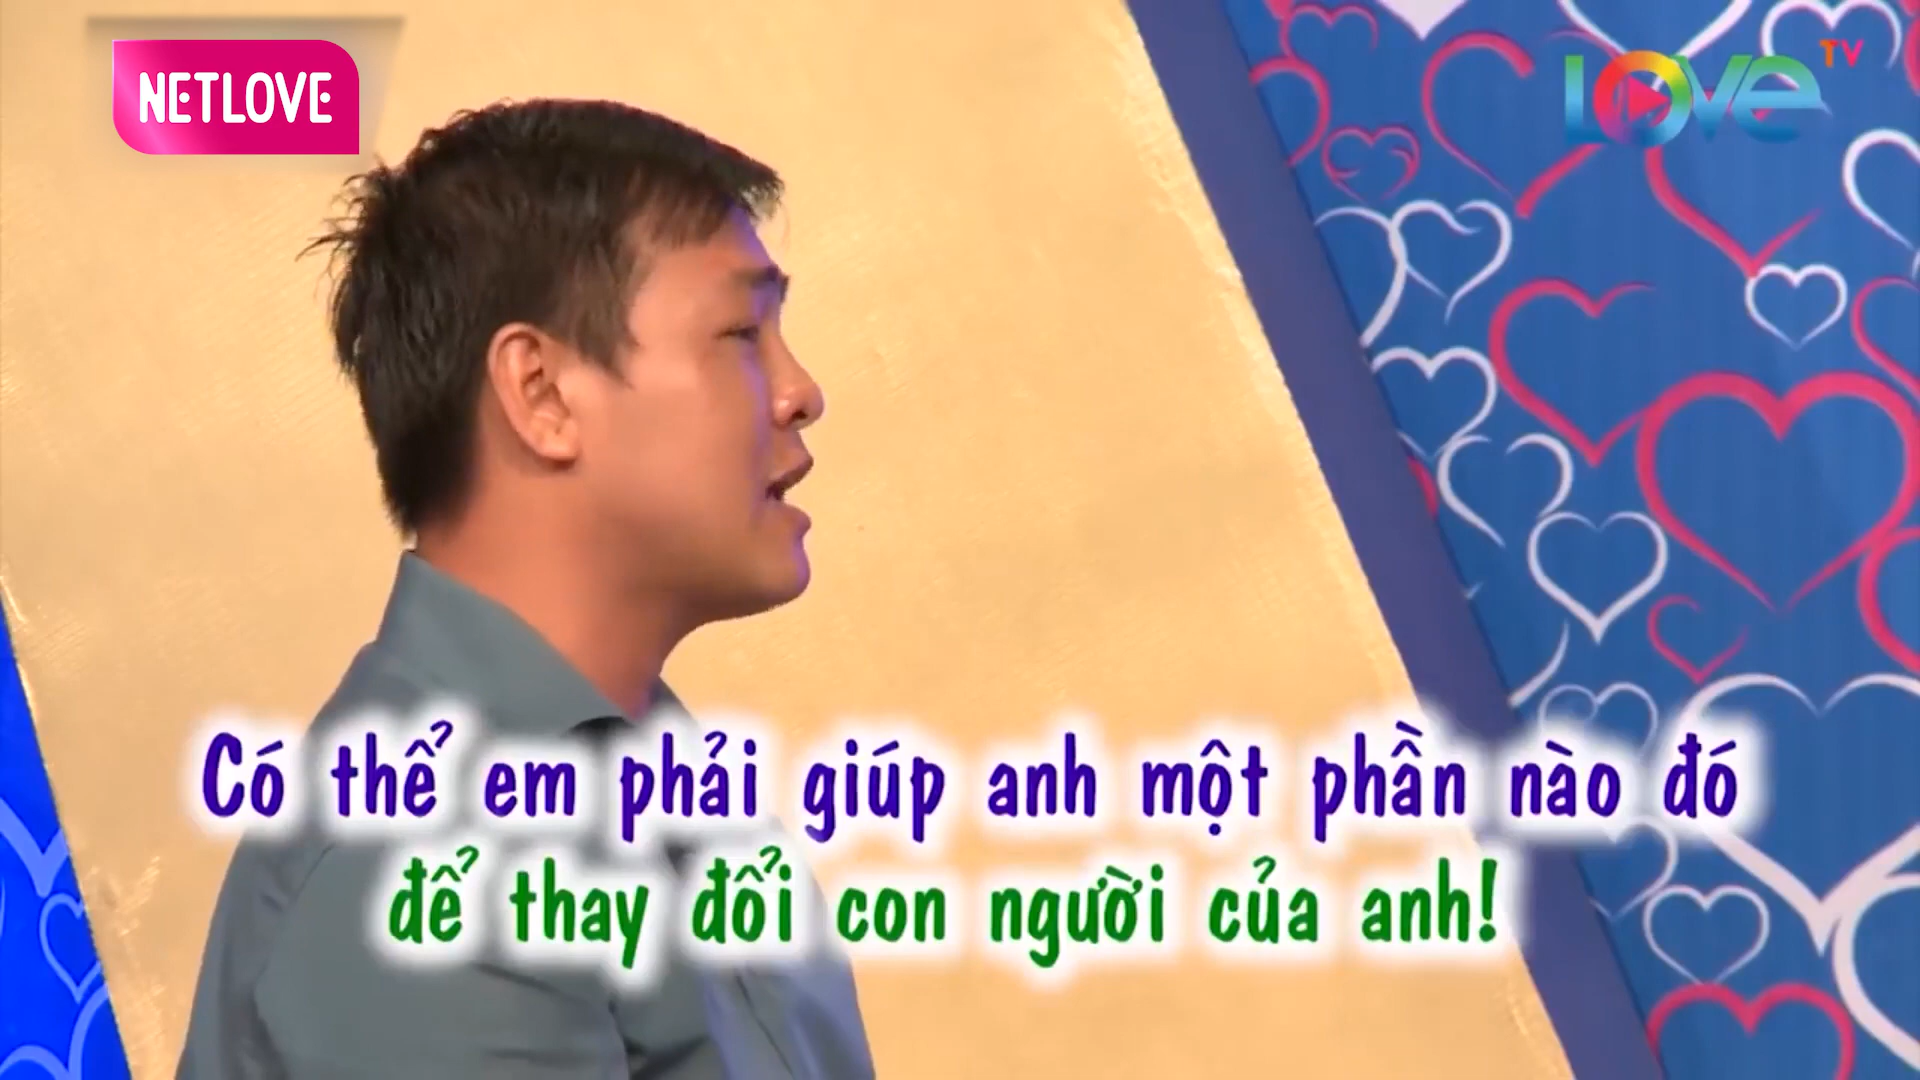 NETLOVE
LOVE TV
Có thể em phải giúp anh một phần nào đó
để thay đổi con người của anh!